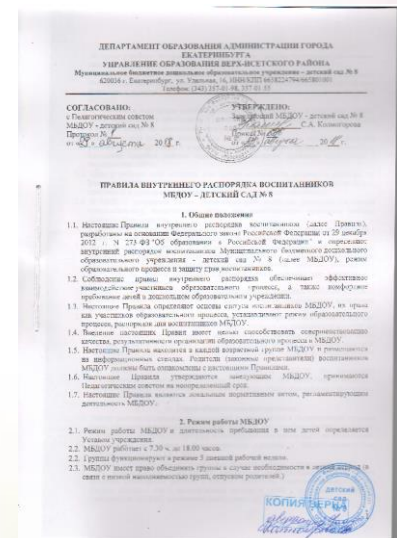 ДЕПАРТАМЕНТ ОБРАЗОВАНИЯ АДМИНИСТРАЦИИ ГОРОДА
ЕКАТЕРИНБУРГА
УПРАВЛЕНИЕ ОБРАЗОВАНИЯ ВЕРХ-ИСЕТСКОГО РАЙОНА
Муниципальное бюджетное дошкольное образовательное учреждение – детский сад № 8
620036 г. Екатеринбург, ул.
СОГЛАСОВАНО:
УТВЕРЖДЕНО:
с Педагогическим советом
Заведующий МБДОУ - детский сад № 8
МБДОУ - детский сад № 8
С.А.
Протокол №
Приказ №
от августа 20
от 20
ПРАВИЛА ВНУТРЕННЕГО РАСПОРЯДКА ВОСПИТАННИКОВ
МБДОУ - ДЕТСКИЙ САД № 8
1. Общие положения
1.1. Настоящие Правила внутреннего распорядка воспитанников (далее Правила),
разработаны на основании Федерального закона Российской Федерации от 29 декабря
2012 г. N 273-ФЗ "Об образовании в Российской Федерации" и определяют
внутренний распорядок воспитанников Муниципального бюджетного дошкольного
образовательного учреждения - детский сад № 8 (далее МБДОУ), режим
образовательного процесса и защиту прав воспитанников.
1.2. Соблюдение правил внутреннего распорядка обеспечивает эффективное
взаимодействие участников образовательного процесса, а также комфортное
пребывание детей в дошкольном образовательном учреждении.
1.3. Настоящие Правила определяют основы статуса воспитанников МБДОУ, их права
как участников образовательного процесса, устанавливают режим образовательного
процесса, распорядок дня воспитанников МБДОУ.
1.4. Введение настоящих Правил имеет целью способствовать совершенствованию
качества, результативности организации образовательного процесса в МБДОУ.
1.5. Настоящие Правила находятся в каждой возрастной группе МБДОУ и размещаются
на информационных стендах. Родители (законные представители) воспитанников
МБДОУ должны быть ознакомлены с настоящими Правилами.
1.6. Настоящие Правила утверждаются заведующим МБДОУ, принимаются
Педагогическим советом на неопределенный срок.
1.7. Настоящие Правила являются локальным нормативным актом, регламентирующим
деятельность МБДОУ.
2. Режим работы МБДОУ
2.1. Режим работы МБДОУ и длительность пребывания в нем детей определяется
Уставом учреждения.
2.2. МБДОУ работает с 7.30 ч. до 18.00 часов.
2.2. Группы функционируют в режиме 5 дневной рабочей недели.
2.3. МБДОУ имеет право объединять группы в случае необходимости в летний период (в
связи с низкой наполняемостью групп, отпуском родителей.)
КОПИЯ ВЕРНА
детский
сад